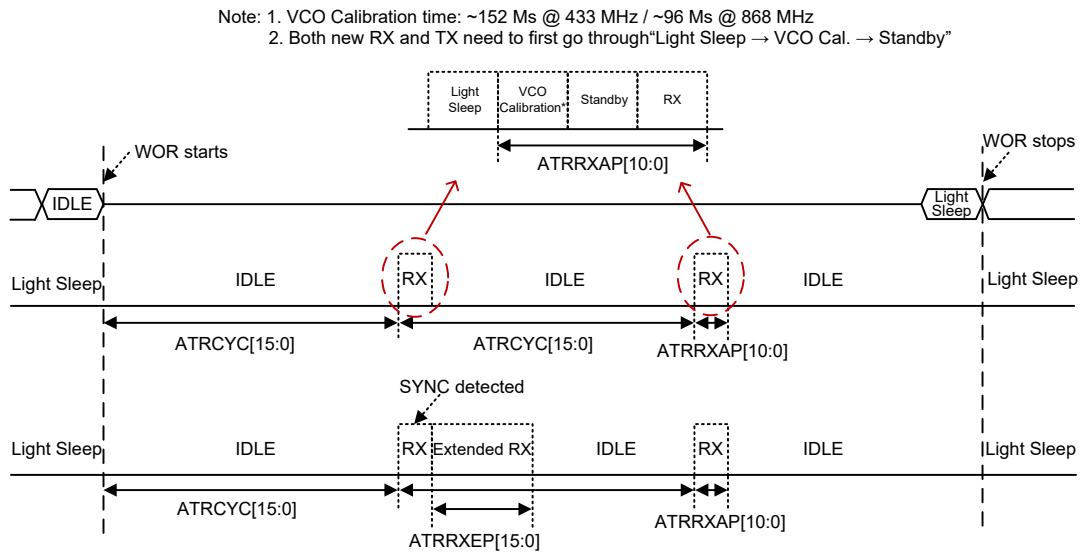 Note: 1. VCO Calibration time: ~152 Ms @ 433 MHz / ~96 Ms @ 868 MHz
2. Both new RX and TX need to first go through“Light Sleep → VCO Cal. → Standby”
Light
Sleep
VCO
Calibration*
Standby
RX
ATRRXAP[10:0]
WOR starts
WOR stops
IDLE
Light
Sleep
Light Sleep
IDLE
RX
IDLE
RX
IDLE
Light Sleep
ATRCYC[15:0]
ATRCYC[15:0]
ATRRXAP[10:0]
SYNC detected
Light Sleep
IDLE
RX
Extended RX
IDLE
RX
IDLE
Light Sleep
ATRCYC[15:0]
ATRRXAP[10:0]
ATRRXEP[15:0]